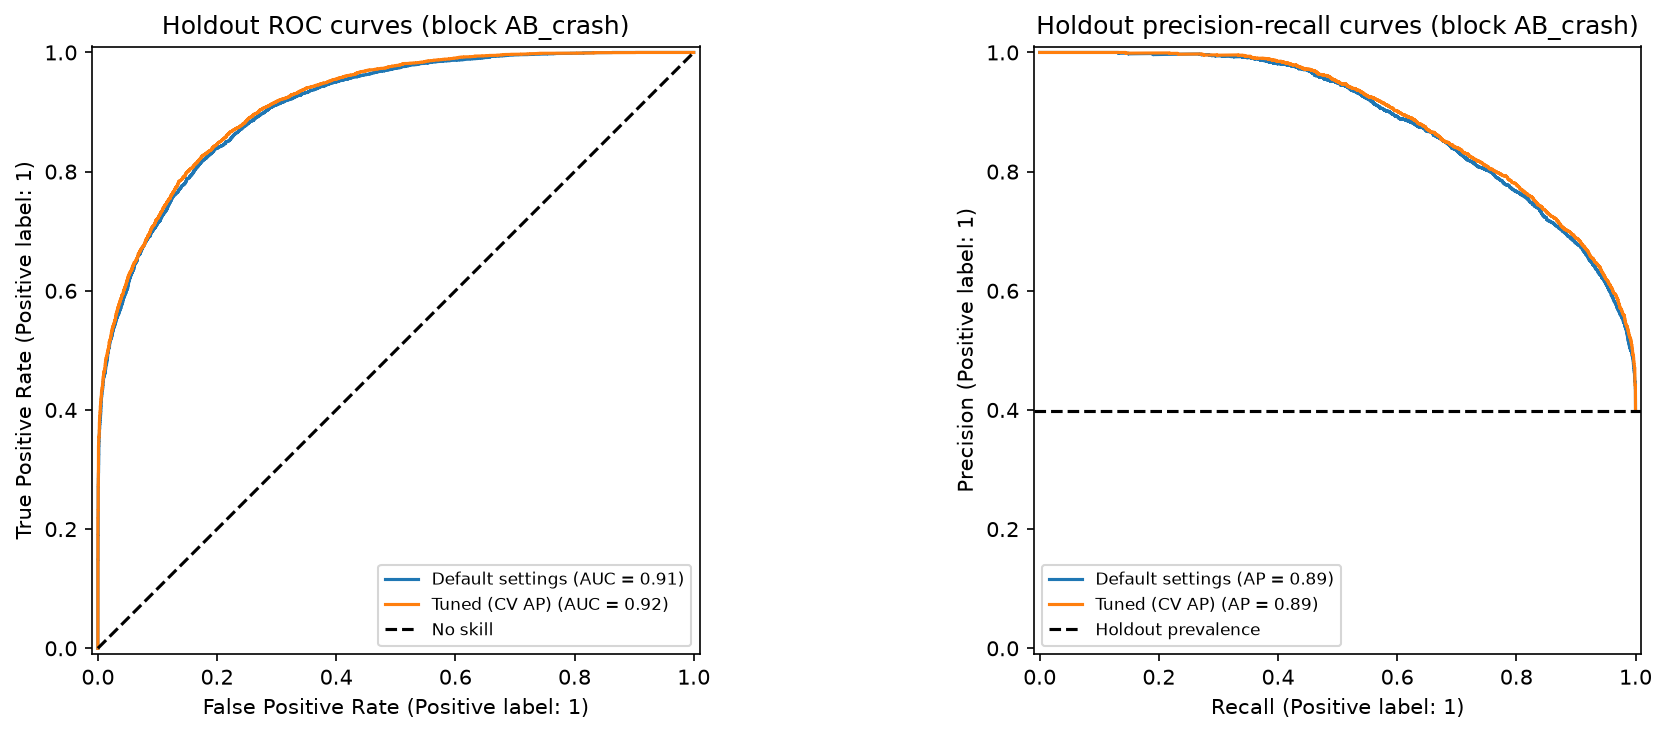 Holdout ROC curves (block AB_crash)
1.0
0.8
0.6
0.4
0.2
0.0
True Positive Rate (Positive label: 1)
0.0 0.2 0.4 0.6 0.8 1.0
False Positive Rate (Positive label: 1)
Default settings (AUC = 0.91)
Tuned (CV AP) (AUC = 0.92)
No skill
Holdout precision-recall curves (block AB_crash)
1.0
0.8
0.6
0.4
0.2
0.0
Precision (Positive label: 1)
0.0 0.2 0.4 0.6 0.8 1.0
Recall (Positive label: 1)
Default settings (AP = 0.89)
Tuned (CV AP) (AP = 0.89)
Holdout prevalence